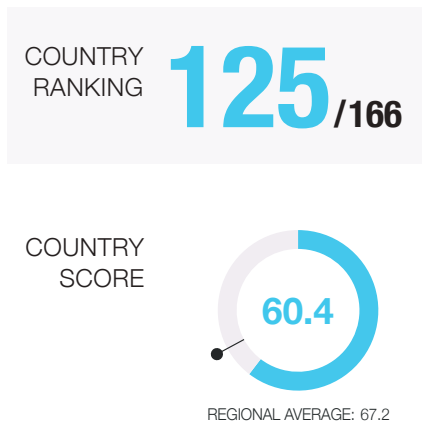 COUNTRY
RANKING
125/166
COUNTRY
SCORE
60.4
REGIONAL AVERAGE: 67.2